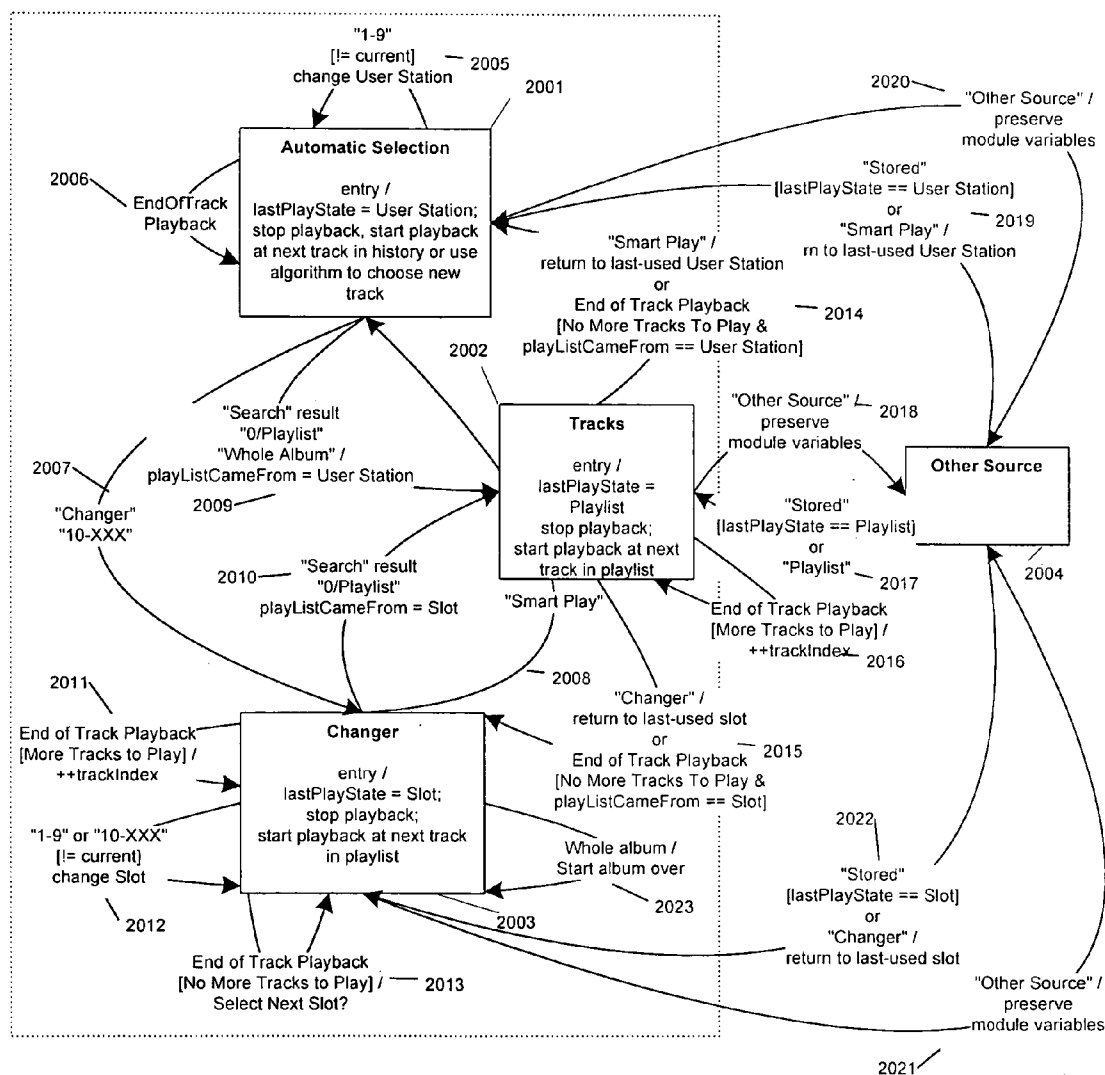 "1-9"
[!= current]
change User Station
2005
2001
2020
"Other Source" /
preserve
module variables
Automatic Selection
entry /
lastPlayState = User Station;
stop playback, start playback
at next track in history or use
algorithm to choose new
track
2006
EndOfTrack
Playback
"Stored"
[lastPlayState == User Station]
or
"Smart Play" /
rn to last-used User Station
2019
"Smart Play" /
return to last-used User Station
or
End of Track Playback
[No More Tracks To Play &
playListCameFrom == User Station]
2014
2002
Tracks
entry /
lastPlayState =
Playlist
stop playback;
start playback at next
track in playlist
"Other Source" /
preserve
module variables
2018
Other Source
2004
"Search" result
"0/Playlist"
"Whole Album" /
playListCameFrom = User Station
2009
2007
"Changer"
"10-XXX"
"Stored"
[lastPlayState == Playlist]
or
"Playlist"
2017
2010
"Search" result
"0/Playlist"
playListCameFrom = Slot
"Smart Play"
2008
End of Track Playback
[More Tracks to Play] /
++trackIndex
2016
2011
End of Track Playback
[More Tracks to Play] /
++trackIndex
"Changer" /
return to last-used slot
or
End of Track Playback
[No More Tracks To Play &
playListCameFrom == Slot]
2015
Changer
entry /
lastPlayState = Slot;
stop playback;
start playback at next track
in playlist
2003
"1-9" or "10-XXX"
[!= current]
change Slot
2012
Whole album /
Start album over
2023
2022
"Stored"
[lastPlayState == Slot]
or
"Changer" /
return to last-used slot
End of Track Playback
[No More Tracks to Play] /
Select Next Slot?
2013
"Other Source" /
preserve
module variables
2021